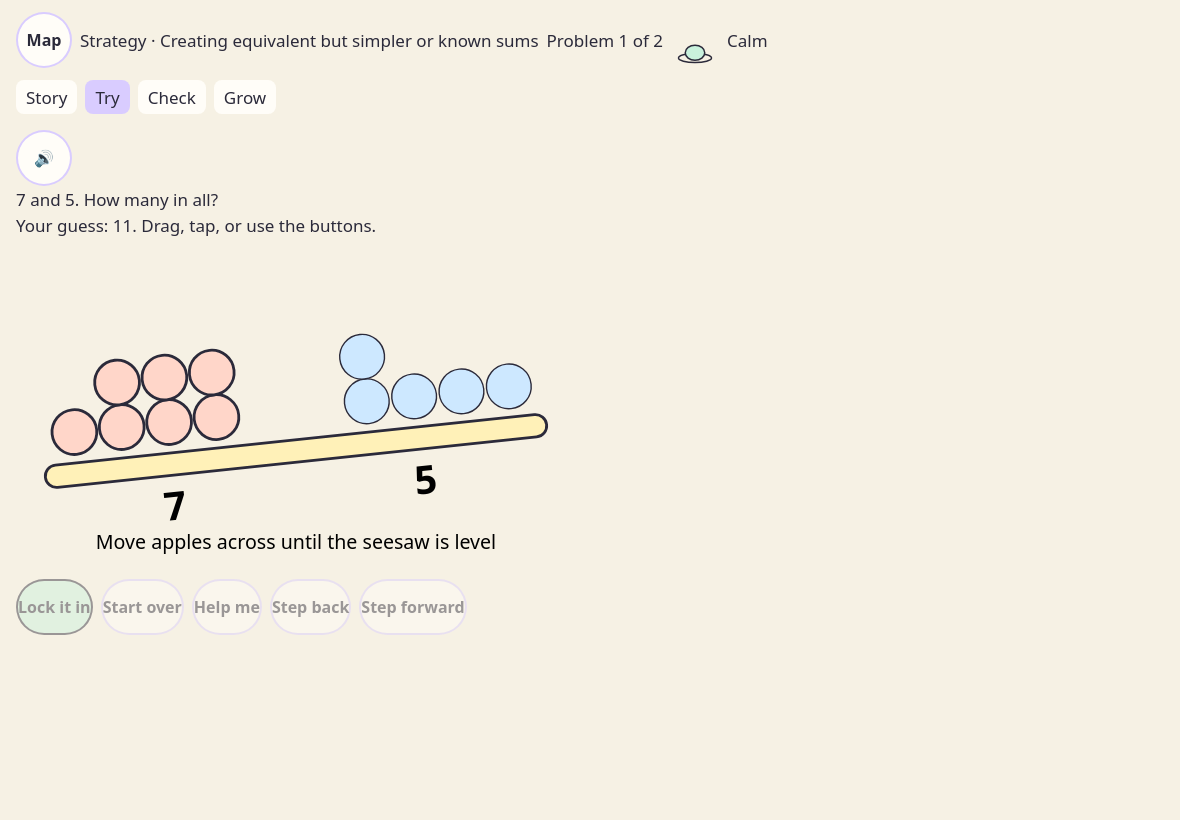 Map Strategy · Creating equivalent but simpler or known sums Problem 1 of 2 Calm
Story Try Check Grow
7 and 5. How many in all?
Your guess: 11. Drag, tap, or use the buttons.
5
7
Move apples across until the seesaw is level
Lock it in Start over Help me Step back Step forward